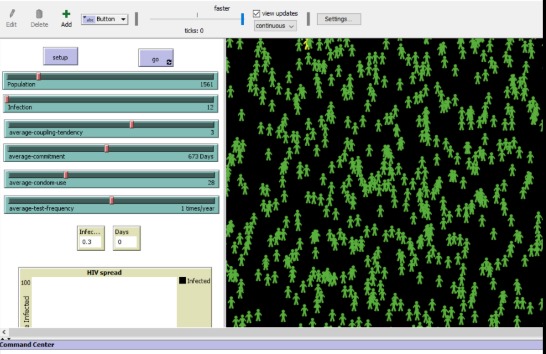 faster
view updates
Edit
Delete
Add
Button
continuous
Settings...
ticks: 0
setup
go
Population 1561
Infection 12
average-coupling-tendency 3
average-commitment 673 Days
average-condom-use 28
average-test-frequency 1 times/year
Infec... Days
0.3 0
HIV spread
100
Infected
Infected
Command Center